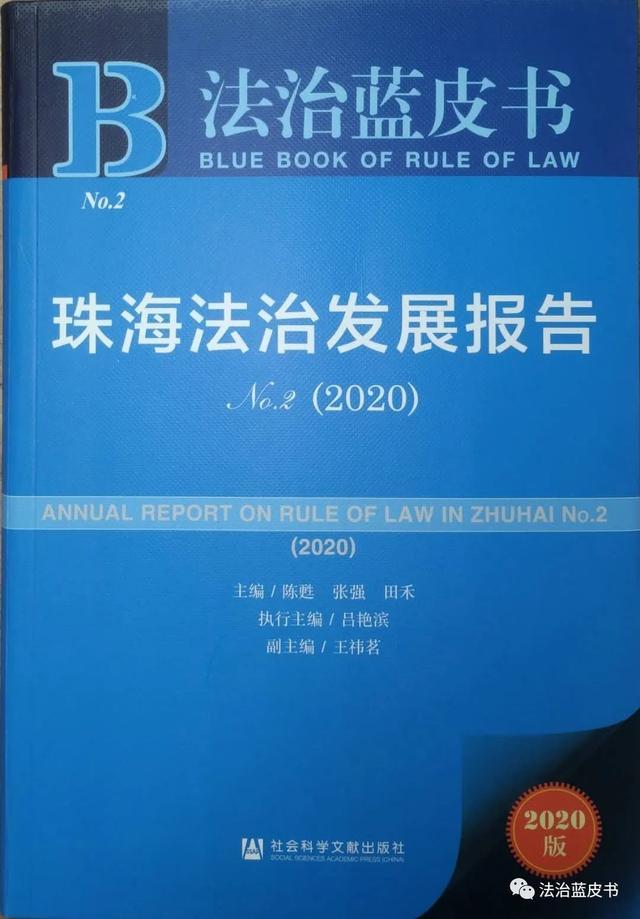 B
法治蓝皮书
BLUE BOOK OF RULE OF LAW
No.2
珠海法治发展报告
No.2 (2020)
ANNUAL REPORT ON RULE OF LAW IN ZHUHAI No.2
(2020)
主编/陈甦 张强 田禾
执行主编/吕艳滨
副主编/王祎茗
社会科学文献出版社
SOCIAL SCIENCES ACADEMIC PRESS (CHINA)
2020
版
法治蓝皮书